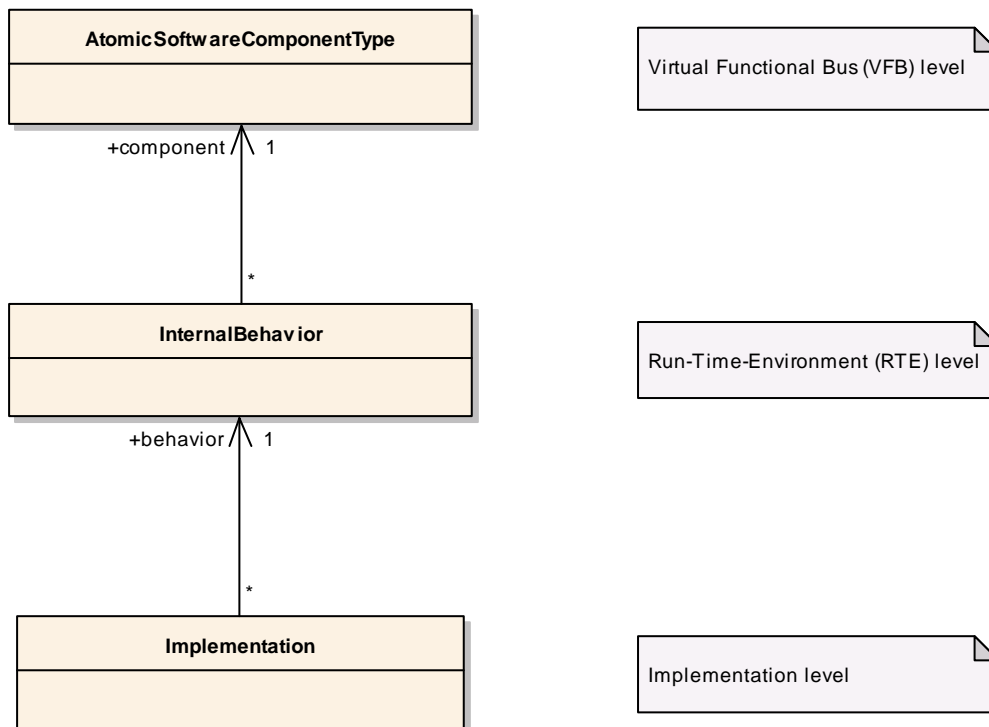 AtomicSoftwareComponentType
Virtual Functional Bus (VFB) level
+component
1
*
InternalBehavior
Run-Time-Environment (RTE) level
+behavior
1
*
Implementation
Implementation level